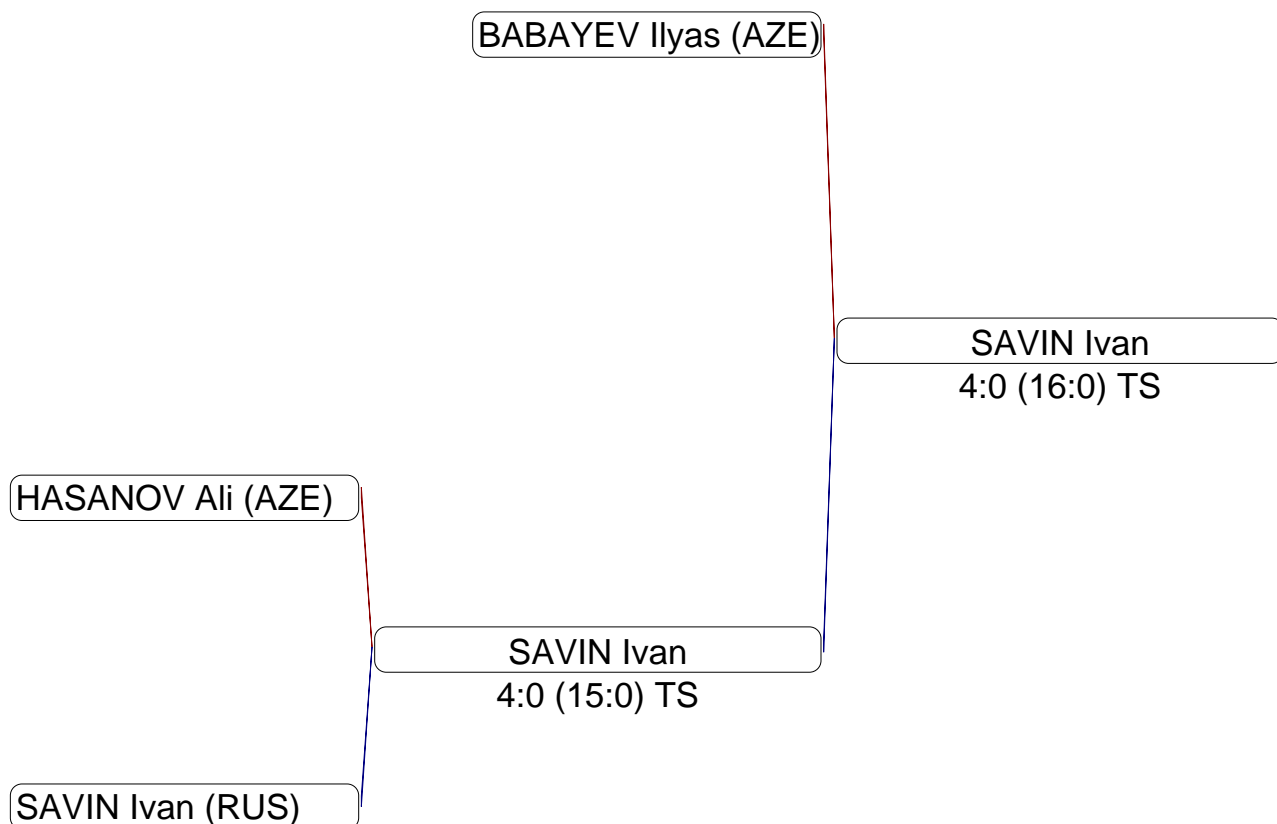 BABAYEV Ilyas (AZE)
SAVIN Ivan
4:0 (16:0) TS
HASANOV Ali (AZE)
SAVIN Ivan
4:0 (15:0) TS
SAVIN Ivan (RUS)